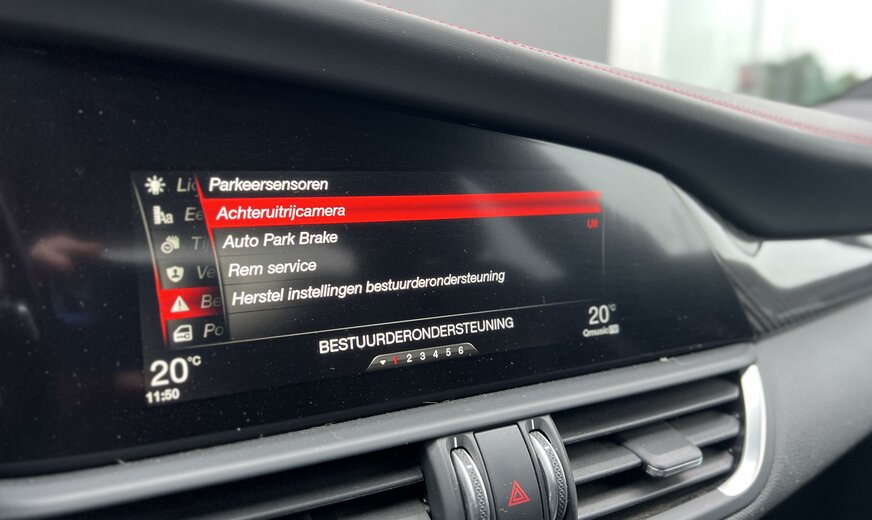 Parkeersensoren
Achteruitrijcamera
Uit
Auto Park Brake
Rem service
Herstel instellingen bestuurderondersteuning
BESTUURDERONDERSTEUNING
1 2 3 4 5 6
20°C
11:50
20°C
Qmusic